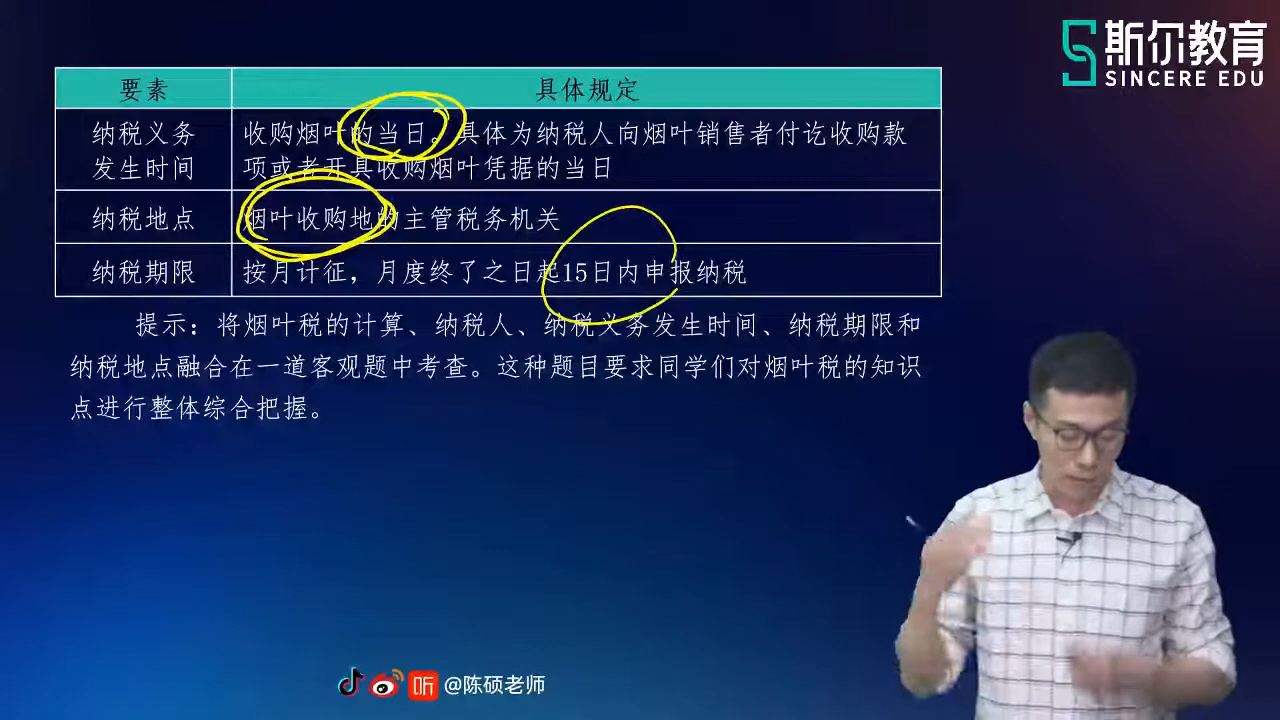 斯尔教育
SINCERE EDU
要素 具体规定
纳税义务发生时间 收购烟叶的当日。具体为纳税人向烟叶销售者付讫收购款
项或者开具收购烟叶凭据的当日
纳税地点 烟叶收购地的主管税务机关
纳税期限 按月计征，月度终了之日起15日内申报纳税
提示：将烟叶税的计算、纳税人、纳税义务发生时间、纳税期限和
纳税地点融合在一道客观题中考查。这种题目要求同学们对烟叶税的知识
点进行整体综合把握。
听 @陈硕老师